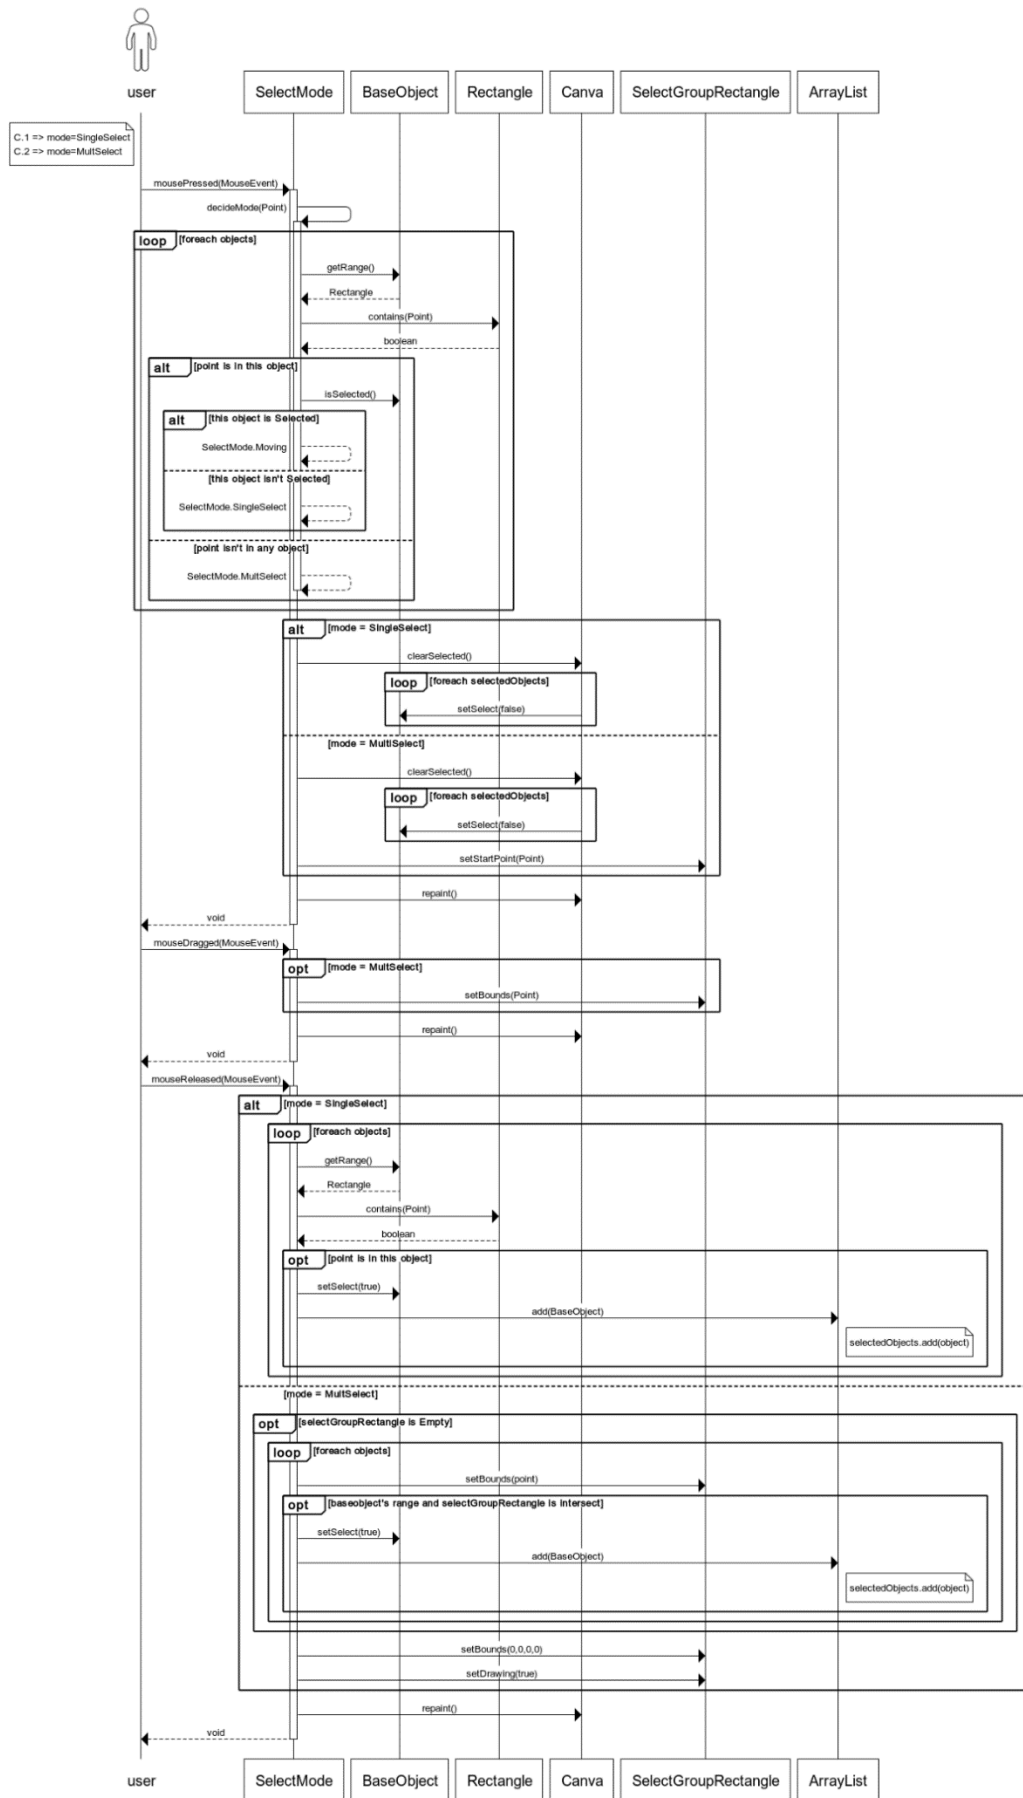 user
SelectMode
BaseObject
Rectangle
Canva
SelectGroupRectangle
ArrayList
C.1 => mode=SingleSelect
C.2 => mode=MultSelect
mousePressed(MouseEvent)
decideMode(Point)
loop [foreach objects]
getRange()
Rectangle
contains(Point)
boolean
alt [point is in this object]
isSelected()
alt [this object is Selected]
SelectMode.Moving
[this object isn't Selected]
SelectMode.SingleSelect
[point isn't in any object]
SelectMode.MultSelect
alt [mode = SingleSelect]
clearSelected()
loop [foreach selectedObjects]
setSelect(false)
[mode = MultiSelect]
clearSelected()
loop [foreach selectedObjects]
setSelect(false)
setStartPoint(Point)
repaint()
void
mouseDragged(MouseEvent)
opt [mode = MultSelect]
setBounds(Point)
repaint()
void
mouseReleased(MouseEvent)
alt [mode = SingleSelect]
loop [foreach objects]
getRange()
Rectangle
contains(Point)
boolean
opt [point is in this object]
setSelect(true)
add(BaseObject)
selectedObjects.add(object)
[mode = MultSelect]
opt [selectGroupRectangle is Empty]
loop [foreach objects]
setBounds(point)
opt [baseobject's range and selectGroupRectangle is intersect]
setSelect(true)
add(BaseObject)
selectedObjects.add(object)
setBounds(0,0,0,0)
setDrawing(true)
repaint()
void
user
SelectMode
BaseObject
Rectangle
Canva
SelectGroupRectangle
ArrayList